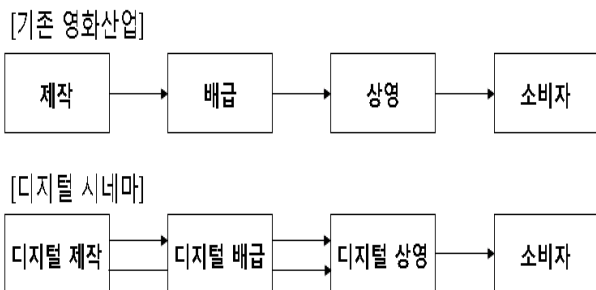 [기존 영화산업]
제작 배급 상영 소비자
[디지털 시네마]
디지털 제작 디지털 배급 디지털 상영 소비자